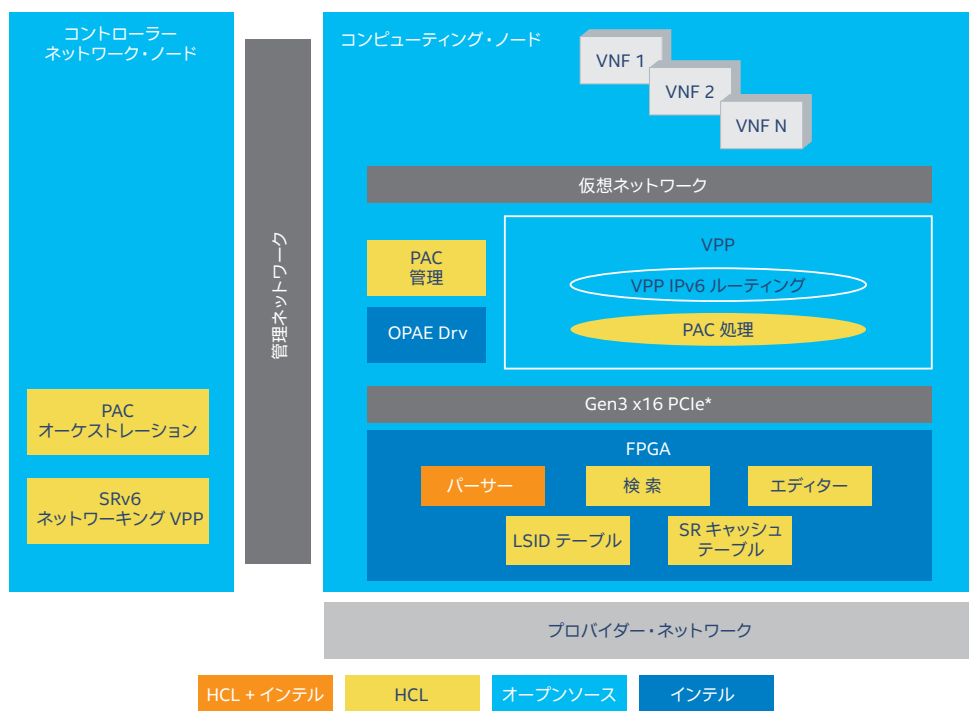 コントローラー
ネットワーク・ノード
PAC
オーケストレーション
SRv6
ネットワーキング VPP
管理ネットワーク
コンピューティング・ノード
VNF 1
VNF 2
VNF N
仮想ネットワーク
PAC
管理
OPAE Drv
VPP
VPP IPv6 ルーティング
PAC 処理
Gen3 x16 PCIe*
FPGA
パーサー
検 索
エディター
LSID テーブル
SR キャッシュ
テーブル
プロバイダー・ネットワーク
HCL + インテル
HCL
オープンソース
インテル